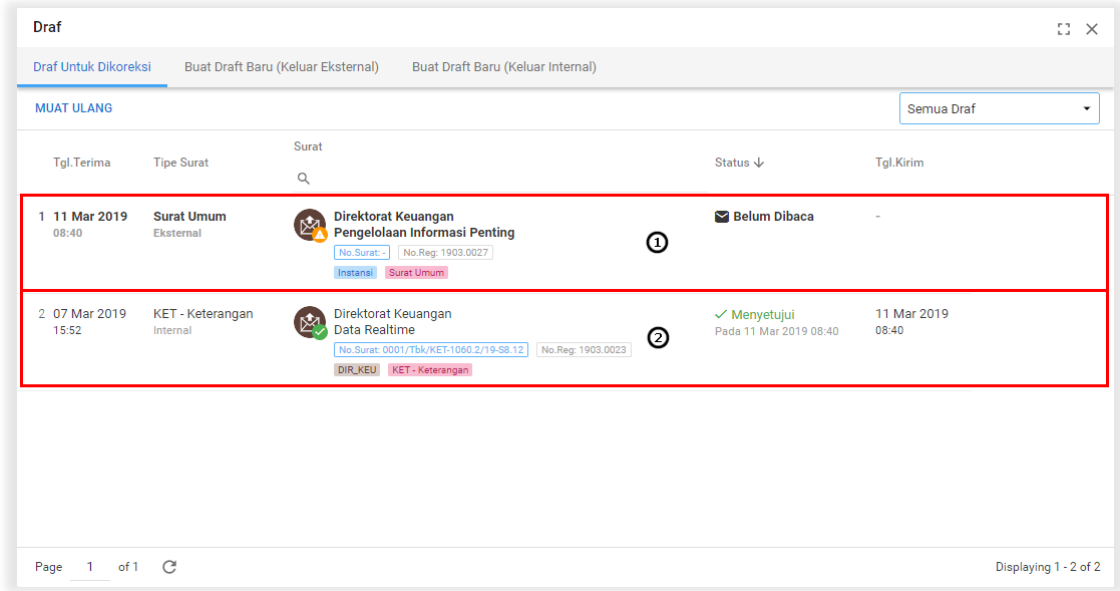 Draf
Draf Untuk Dikoreksi Buat Draft Baru (Keluar Eksternal) Buat Draft Baru (Keluar Internal)
MUAT ULANG Semua Draf
Tgl.Terima Tipe Surat Surat Status Tgl.Kirim
1 11 Mar 2019 Surat Umum Direktorat Keuangan Belum Dibaca -
08:40 Eksternal Pengelolaan Informasi Penting 1
No.Surat: - No.Reg: 1903.0027
Instansi Surat Umum
2 07 Mar 2019 KET - Keterangan Direktorat Keuangan Menyetujui 11 Mar 2019
15:52 Internal Data Realtime 2 Pada 11 Mar 2019 08:40 08:40
No.Surat: 0001/Tbk/KET-1060.2/19-S8.12 No.Reg: 1903.0023
DIR_KEU KET - Keterangan
Page 1 of 1 Displaying 1 - 2 of 2